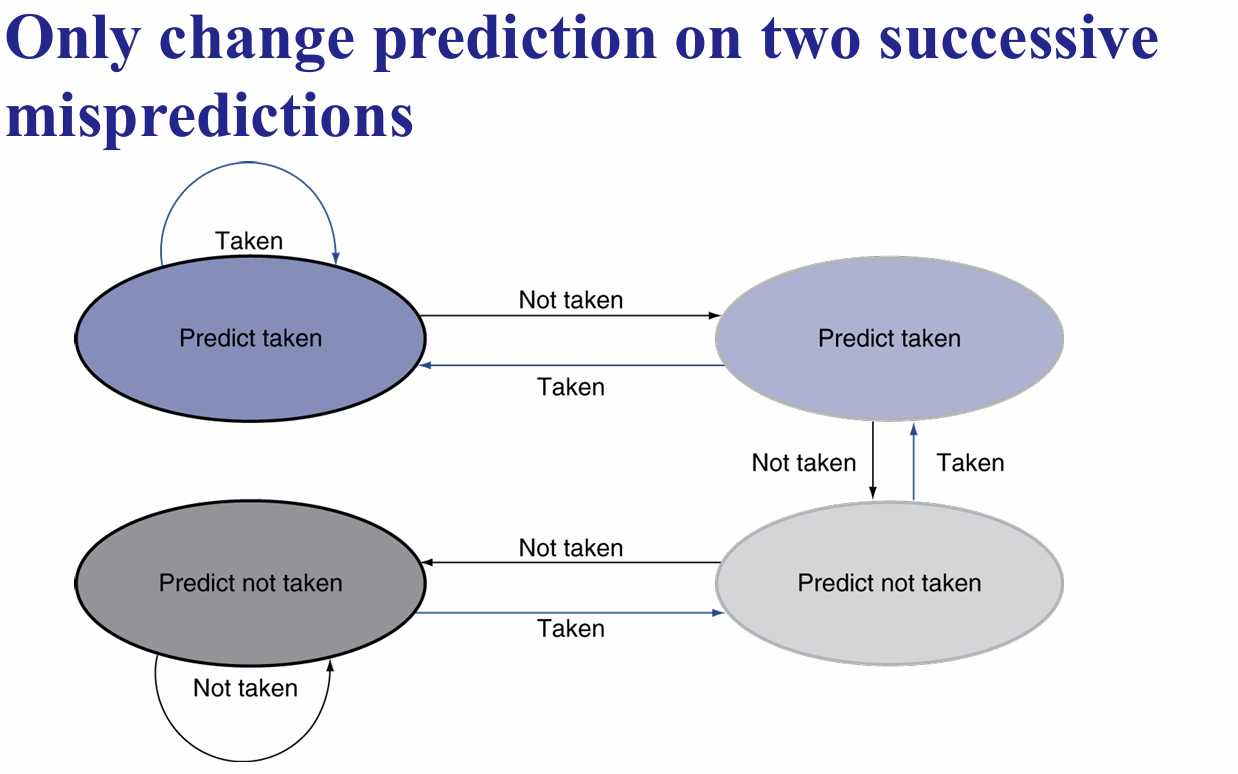 Only change prediction on two successive
mispredictions
Taken
Not taken
Predict taken
Predict taken
Taken
Not taken
Taken
Not taken
Predict not taken
Predict not taken
Taken
Not taken